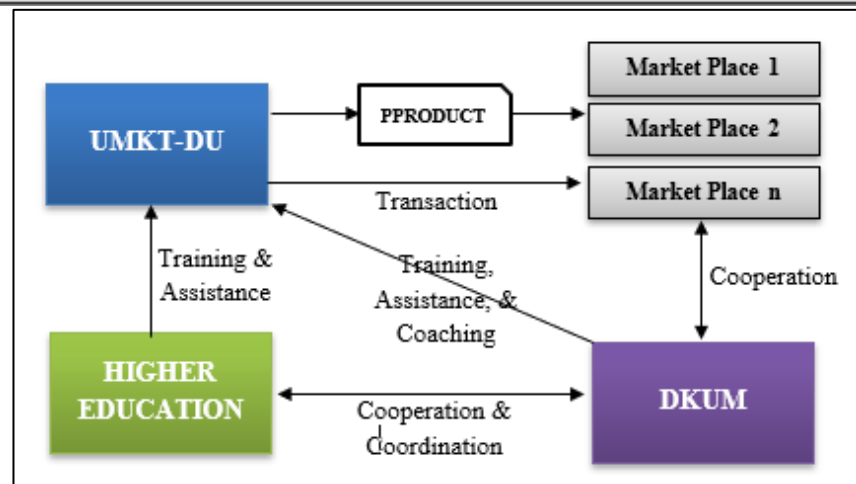 Market Place 1
UMKT-DU
PPRODUCT
Market Place 2
Market Place n
Transaction
Training &
Assistance
Training,
Assistance, &
Coaching
Cooperation
HIGHER
EDUCATION
DKUM
Cooperation &
Coordination